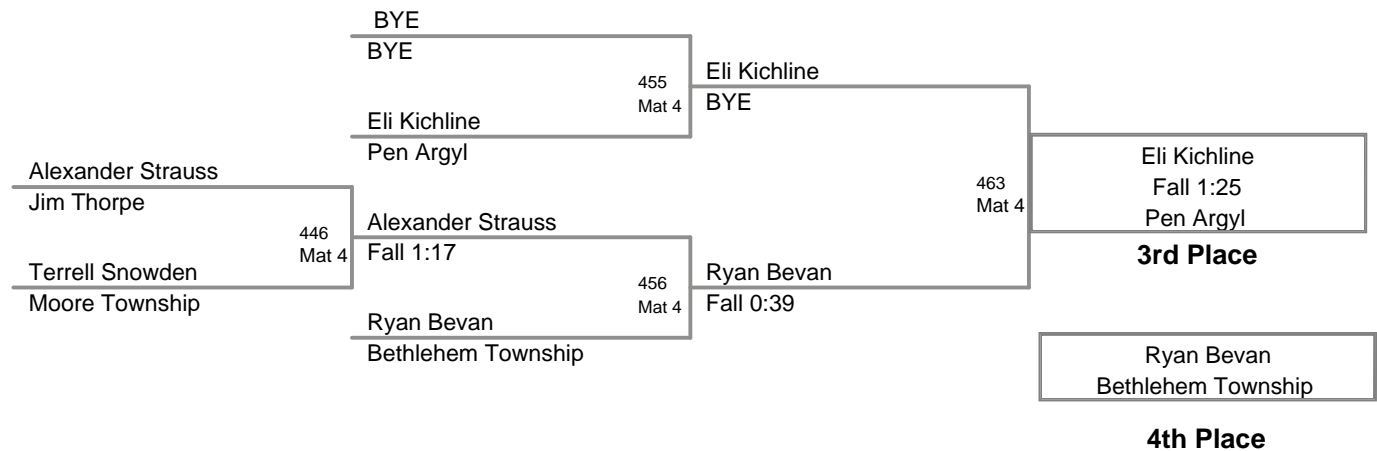 BYE
BYE
455
Mat 4
Eli Kichline
BYE
Eli Kichline
Pen Argyl
Alexander Strauss
Jim Thorpe
446
Mat 4
Terrell Snowden
Moore Township
Alexander Strauss
Fall 1:17
456
Mat 4
Ryan Bevan
Bethlehem Township
Ryan Bevan
Fall 0:39
463
Mat 4
Eli Kichline
Fall 1:25
Pen Argyl
3rd Place
Ryan Bevan
Bethlehem Township
4th Place